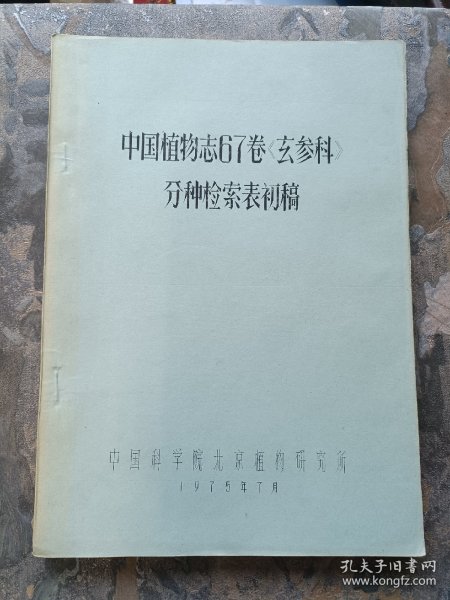 中国植物志67卷《玄参科》
分种检索表初稿
中国科学院北京植物研究所
1975年7月
孔夫子旧书网
www.kongfz.com